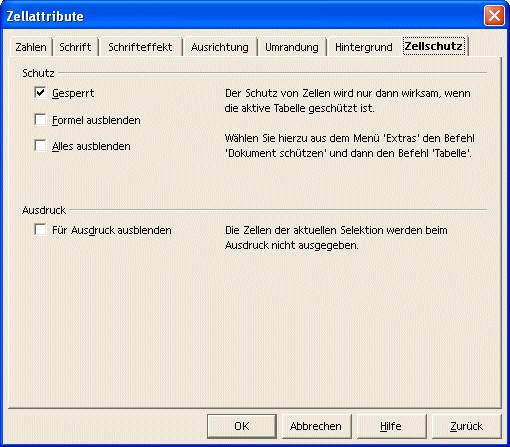 Zellattribute
Zahlen Schrift Schrifteffekt Ausrichtung Umrandung Hintergrund Zellschutz
Schutz
Gesperrt
Formel ausblenden
Alles ausblenden
Der Schutz von Zellen wird nur dann wirksam, wenn
die aktive Tabelle geschützt ist.
Wählen Sie hierzu aus dem Menü 'Extras' den Befehl
'Dokument schützen' und dann den Befehl 'Tabelle'.
Ausdruck
Für Ausdruck ausblenden
Die Zellen der aktuellen Selektion werden beim
Ausdruck nicht ausgegeben.
OK Abbrechen Hilfe Zurück